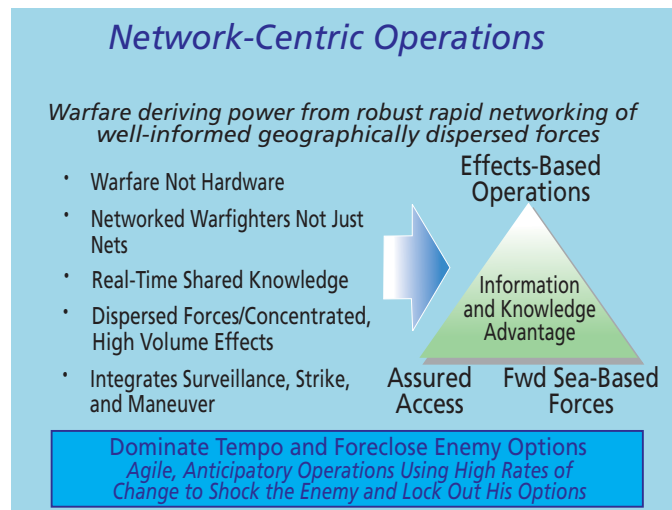 Network-Centric Operations
Warfare deriving power from robust rapid networking of
well-informed geographically dispersed forces
• Warfare Not Hardware
• Networked Warfighters Not Just
Nets
• Real-Time Shared Knowledge
• Dispersed Forces/Concentrated,
High Volume Effects
• Integrates Surveillance, Strike,
and Maneuver
Effects-Based
Operations
Information
and Knowledge
Advantage
Assured
Access
Fwd Sea-Based
Forces
Dominate Tempo and Foreclose Enemy Options
Agile, Anticipatory Operations Using High Rates of
Change to Shock the Enemy and Lock Out His Options